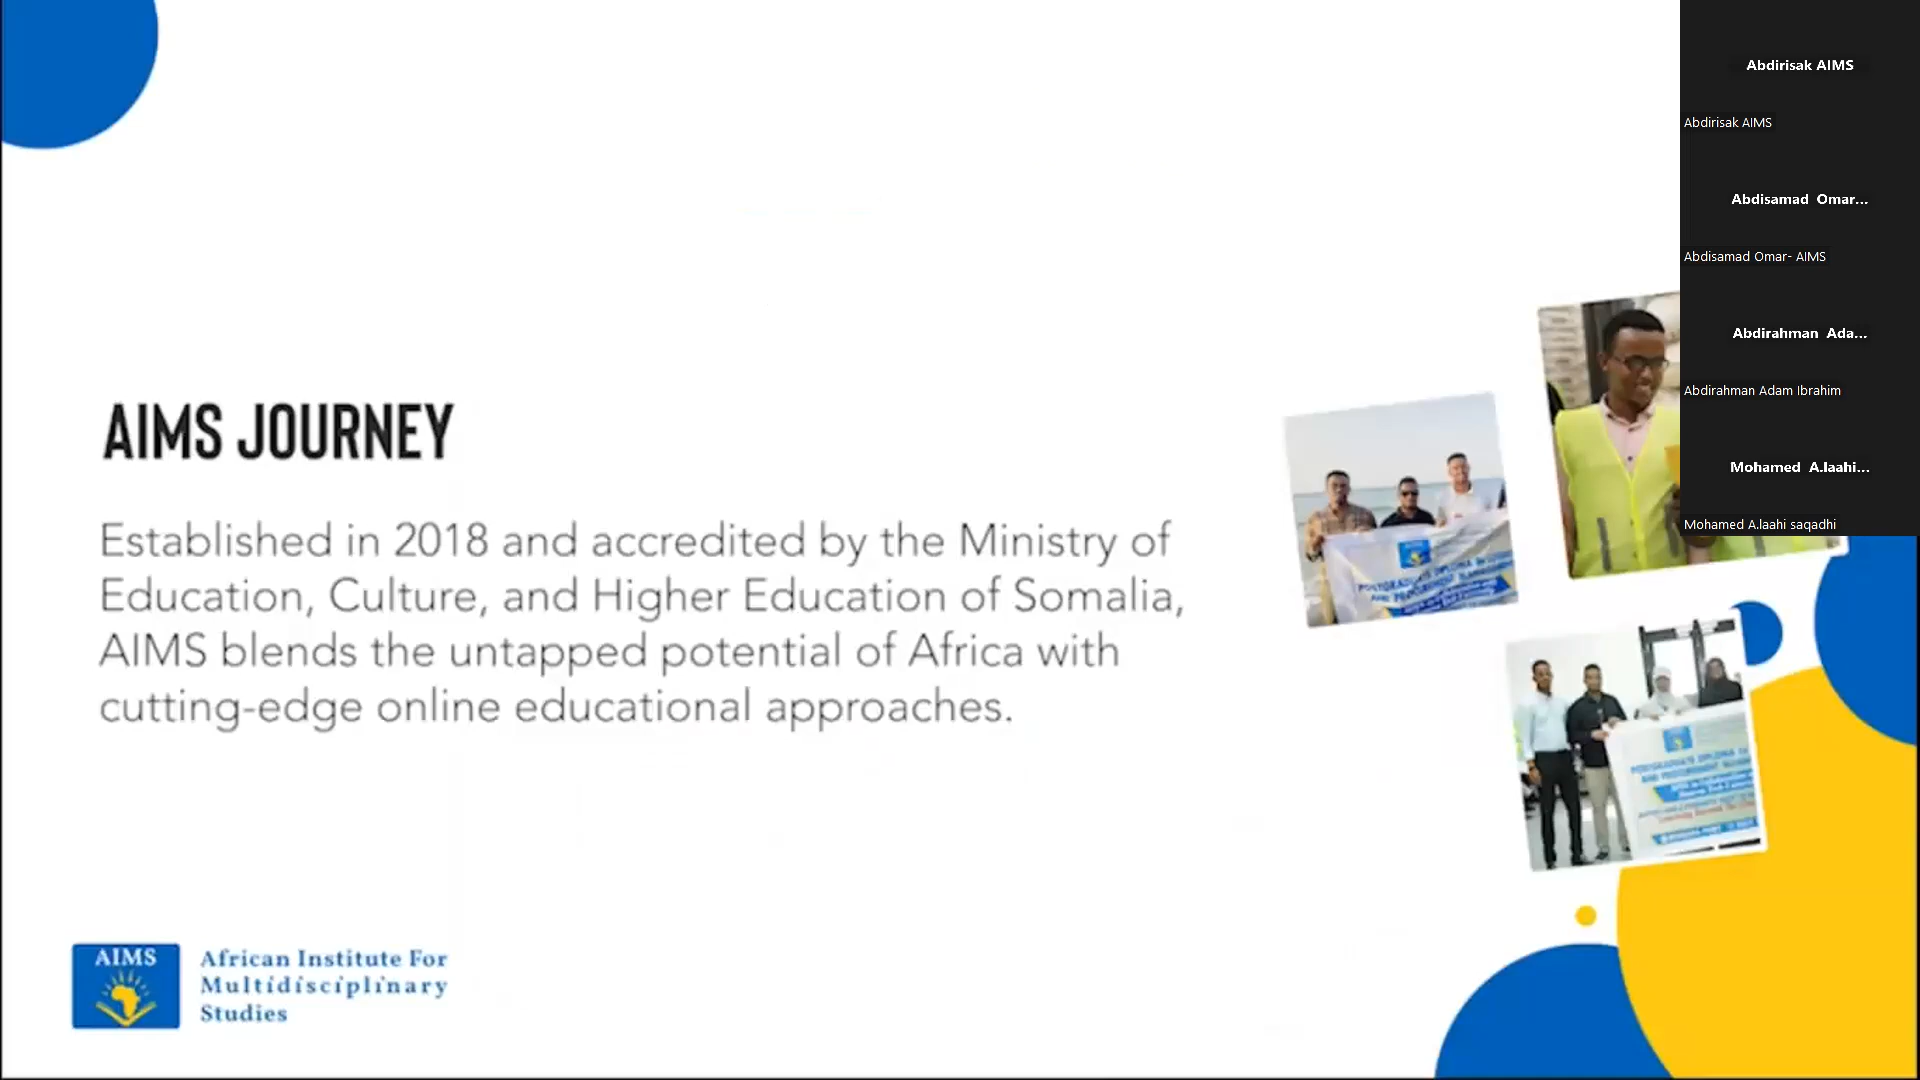 AIMS JOURNEY
Established in 2018 and accredited by the Ministry of
Education, Culture, and Higher Education of Somalia,
AIMS blends the untapped potential of Africa with
cutting-edge online educational approaches.
AIMS
African Institute For
Multidisciplinary
Studies
POSTGRADUATE DIPLOMA
Abdirisak AIMS
Abdirisak AIMS
Abdisamad Omar...
Abdisamad Omar- AIMS
Abdirahman Ada...
Abdirahman Adam Ibrahim
Mohamed A.laahi...
Mohamed A.laahi saqadhi